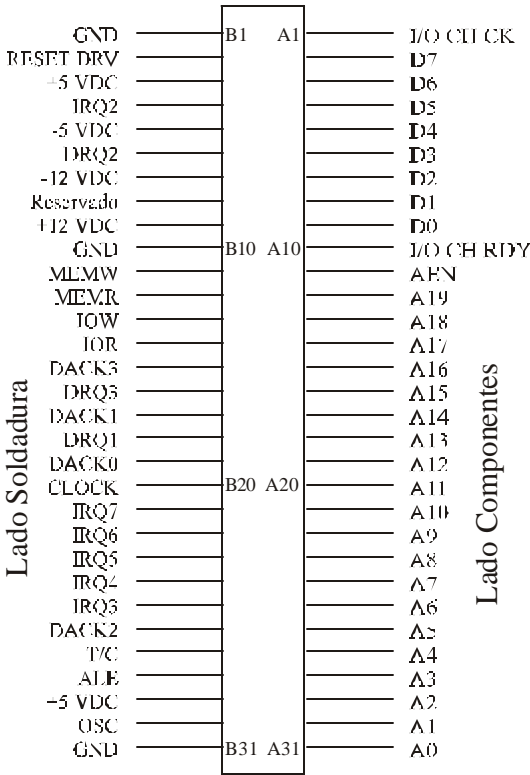 GND B1 A1 I/O CH CK
RESET DRV D7
+5 VDC D6
IRQ2 D5
-5 VDC D4
DRQ2 D3
-12 VDC D2
Reservado D1
+12 VDC D0
GND B10 A10 I/O CH RDY
MEMW AEN
MEMR A19
IOW A18
IOR A17
DACK3 A16
DRQ3 A15
DACK1 A14
DRQ1 A13
DACK0 A12
CLOCK B20 A20 A11
IRQ7 A10
IRQ6 A9
IRQ5 A8
IRQ4 A7
IRQ3 A6
DACK2 A5
T/C A4
ALE A3
+5 VDC A2
OSC A1
GND B31 A31 A0
Lado Soldadura
Lado Componentes